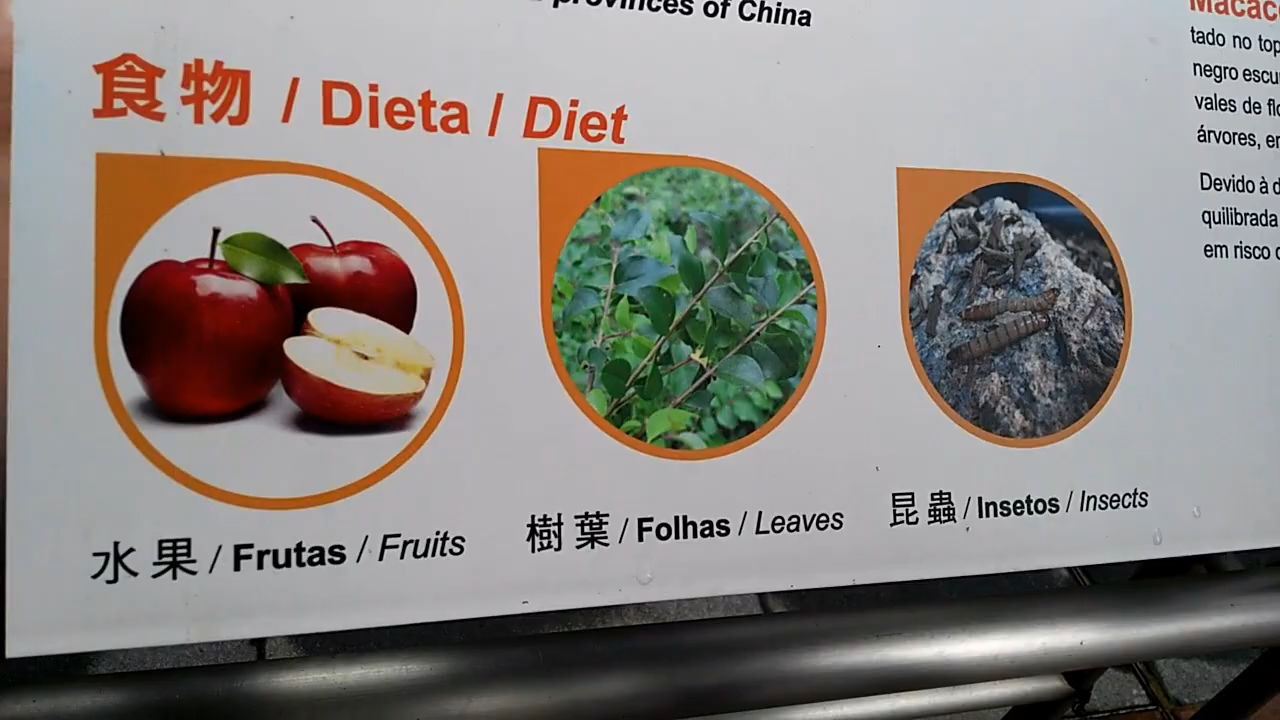 provinces of China
食物 / Dieta / Diet
水果 / Frutas / Fruits
樹葉 / Folhas / Leaves
昆蟲 / Insetos / Insects
Macac
tado no top
negro escu
vales de flo
árvores, en
Devido à d
quilibrada
em risco